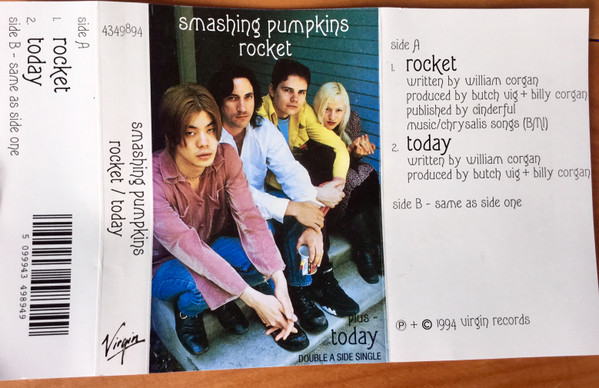 side A
1. rocket
2. today
side B - same as side one
5 099943 498949
4349894
smashing pumpkins
rocket / today
Virgin
smashing pumpkins
rocket
plus -
today
DOUBLE A SIDE SINGLE
side A
1. rocket
written by william corgan
produced by butch vig + billy corgan
published by cinderful
music/chrysalis songs (BMI)
2. today
written by william corgan
produced by butch vig + billy corgan
side B - same as side one
℗ + © 1994 virgin records